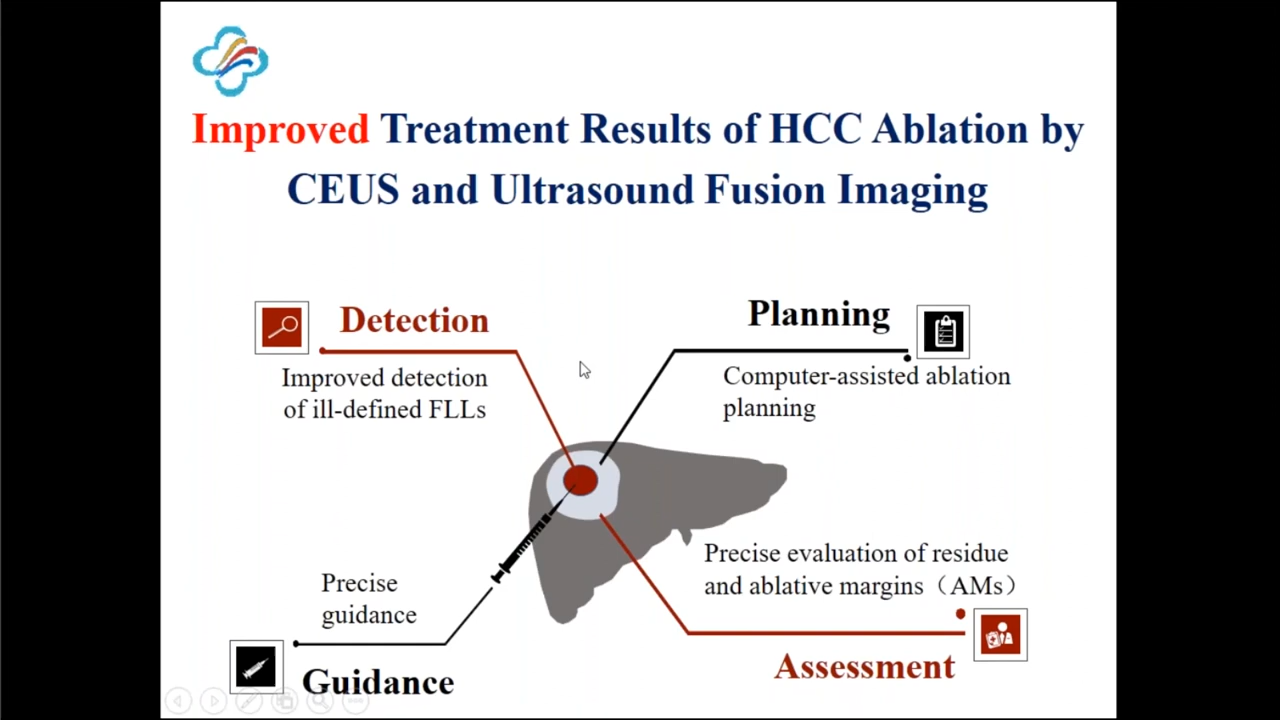 Improved Treatment Results of HCC Ablation by
CEUS and Ultrasound Fusion Imaging
Detection
Improved detection
of ill-defined FLLs
Planning
Computer-assisted ablation
planning
Precise
guidance
Guidance
Precise evaluation of residue
and ablative margins（AMs）
Assessment